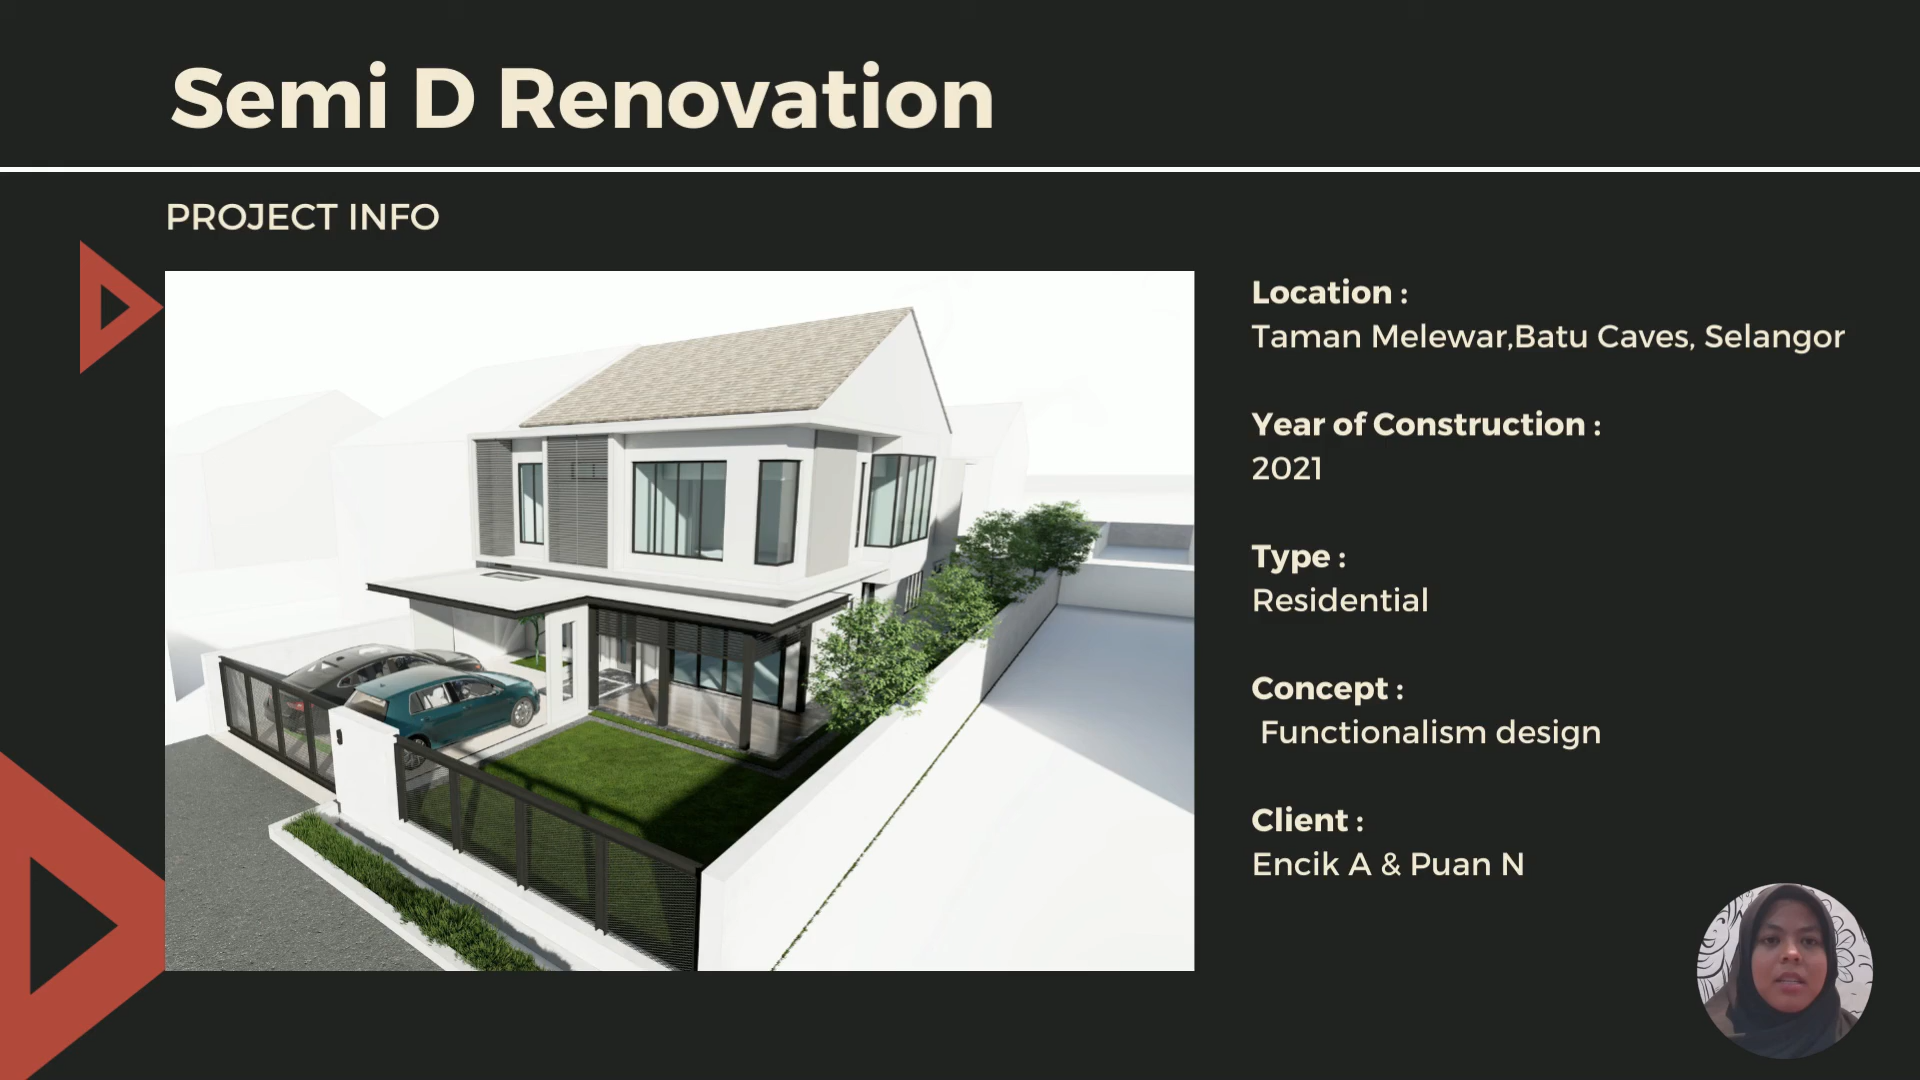 Semi D Renovation
PROJECT INFO
Location :
Taman Melewar,Batu Caves, Selangor
Year of Construction :
2021
Type :
Residential
Concept :
Functionalism design
Client :
Encik A & Puan N